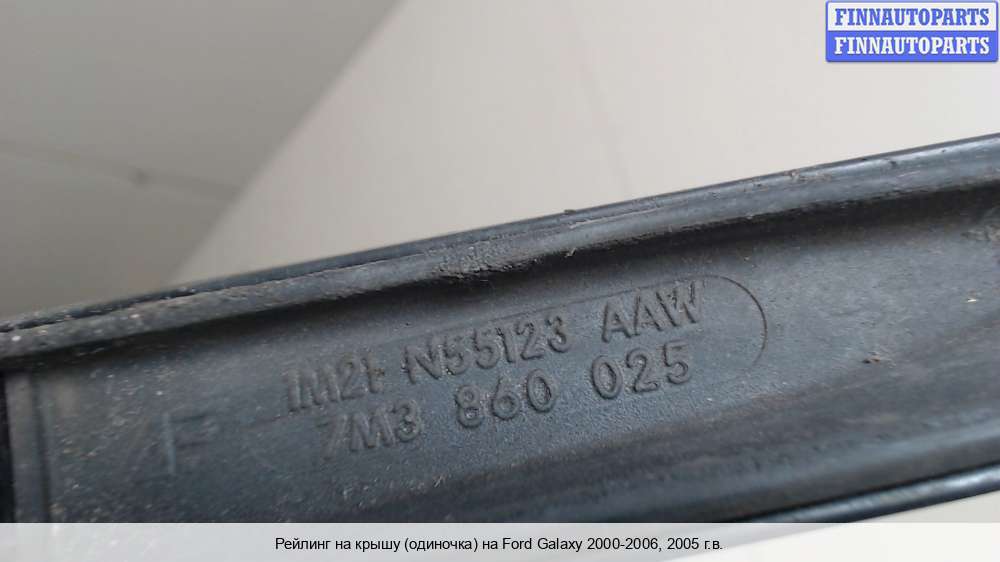 FINNAUTOPARTS
FINNAUTOPARTS
1M21 N55123 AAW
7M3 860 025
F
Рейлинг на крышу (одиночка) на Ford Galaxy 2000-2006, 2005 г.в.